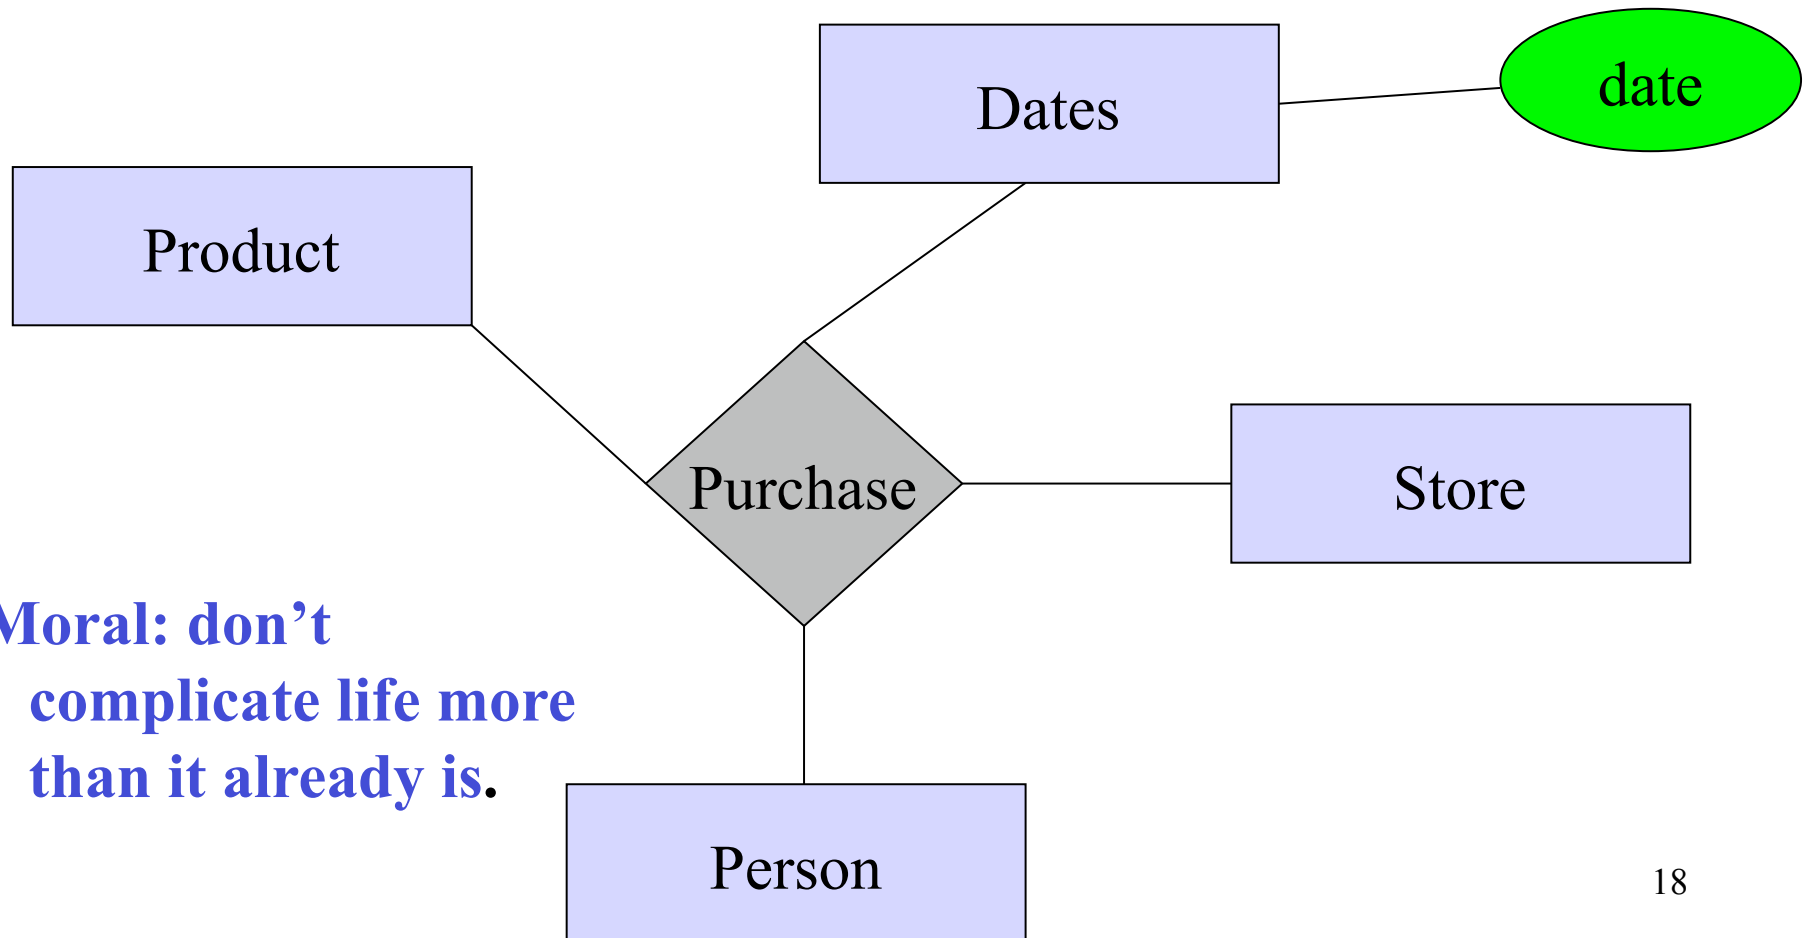 date
Dates
Product
Purchase
Store
Moral: don’t
complicate life more
than it already is.
Person
18